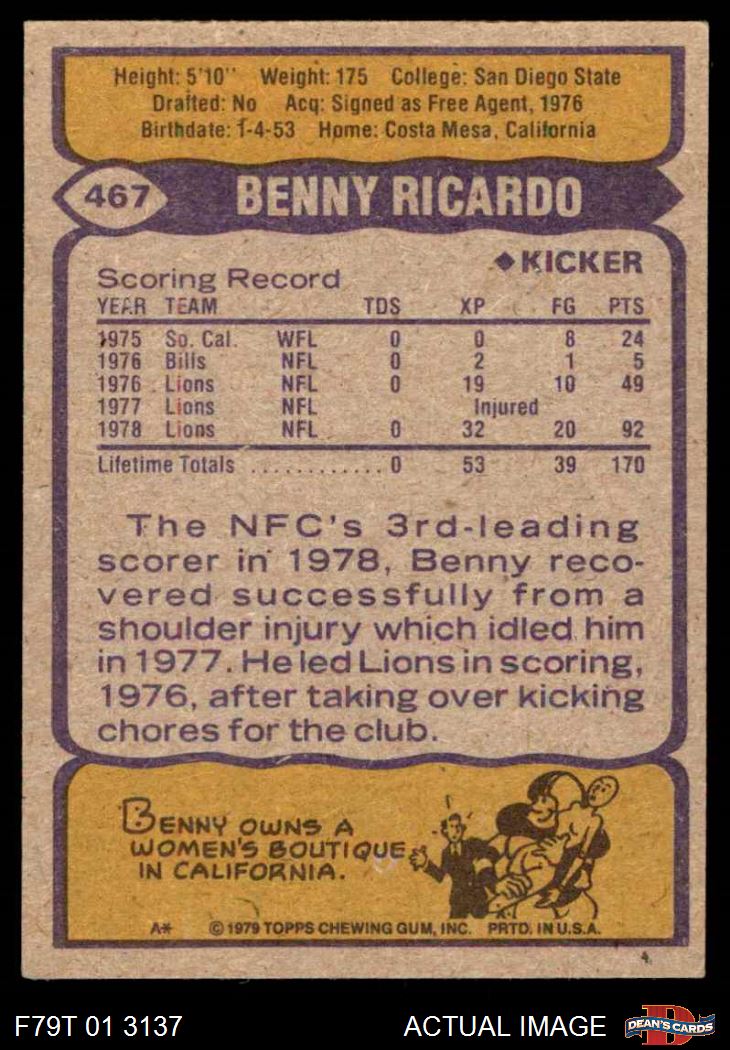 Height: 5'10" Weight: 175 College: San Diego State
Drafted: No Acq: Signed as Free Agent, 1976
Birthdate: 1-4-53 Home: Costa Mesa, California
467 BENNY RICARDO
◆KICKER
Scoring Record
YEAR TEAM TDS XP FG PTS
1975 So. Cal. WFL 0 0 8 24
1976 Bills NFL 0 2 1 5
1976 Lions NFL 0 19 10 49
1977 Lions NFL Injured
1978 Lions NFL 0 32 20 92
Lifetime Totals ............ 0 53 39 170
The NFC's 3rd-leading
scorer in 1978, Benny reco-
vered successfully from a
shoulder injury which idled him
in 1977. He led Lions in scoring,
1976, after taking over kicking
chores for the club.
BENNY OWNS A
WOMEN'S BOUTIQUE
IN CALIFORNIA.
A* © 1979 TOPPS CHEWING GUM, INC. PRTD. IN U.S.A.
4
F79T 01 3137 ACTUAL IMAGE D DEAN'S CARDS